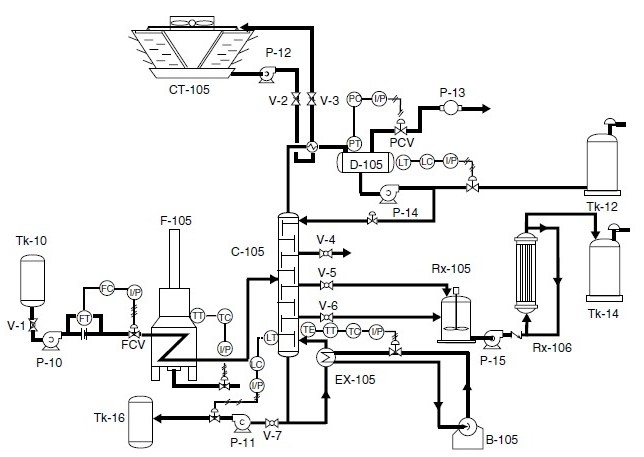 P-12
CT-105
V-2
V-3
PC
I/P
P-13
PT
PCV
D-105
LT
LC
I/P
P-14
Tk-12
F-105
Tk-10
C-105
V-4
V-5
V-6
Rx-105
Tk-14
FC
I/P
FT
V-1
P-10
FCV
TT
TC
I/P
LT
LC
I/P
TE
TT
TC
I/P
EX-105
P-15
Rx-106
Tk-16
C
C
C
C
C
C
P-11
V-7
B-105